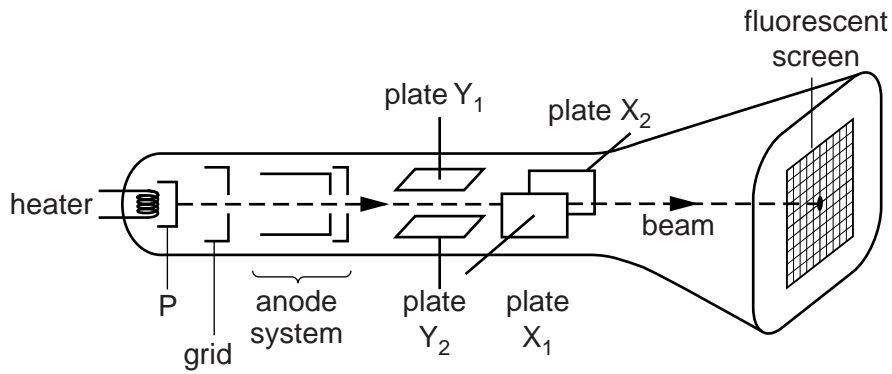 fluorescent
screen
plate Y₁
plate X₂
heater
beam
P
grid
anode
system
plate
Y₂
plate
X₁